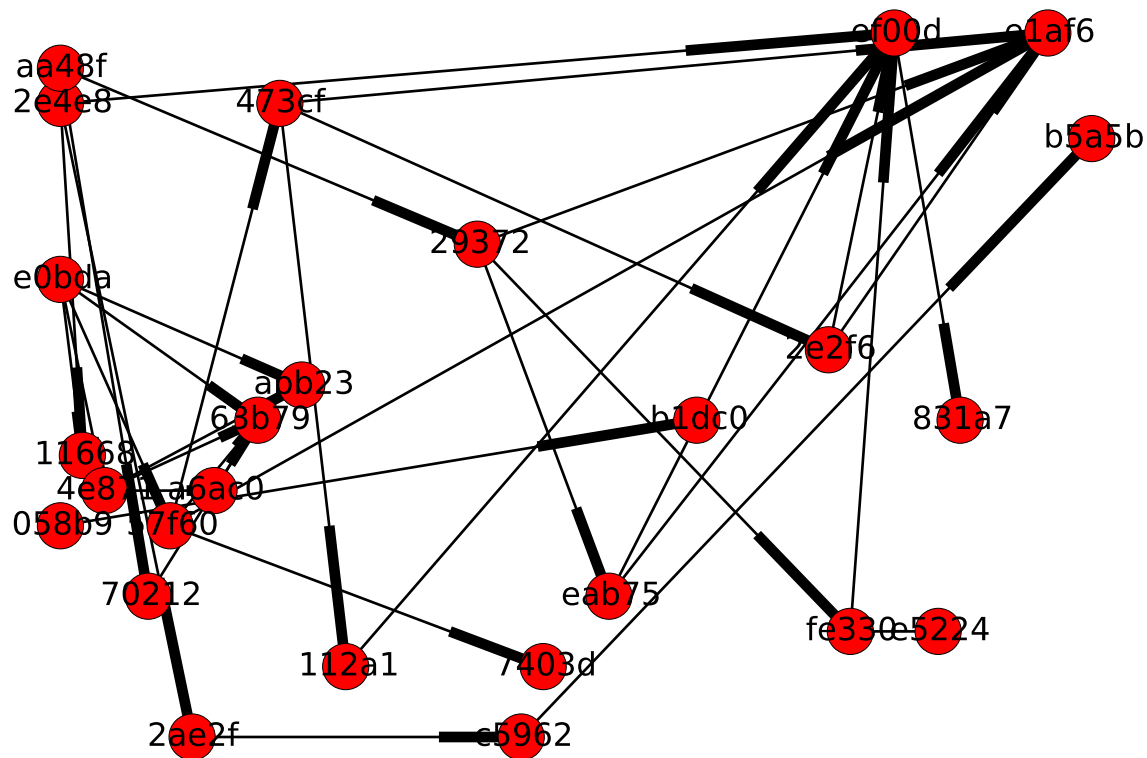 ef00d
e1af6
aa48f
2e4e8
473cf
b5a5b
29372
e0bda
2e2f6
abb23
63b79
b1dc0
831a7
11668
4e871
a6ac0
058b9
57f60
70212
eab75
fe330
e5224
112a1
7403d
2ae2f
c5962